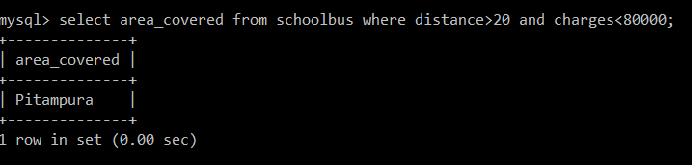 mysql> select area_covered from schoolbus where distance>20 and charges<80000;
+--------------+
| area_covered |
+--------------+
| Pitampura    |
+--------------+
1 row in set (0.00 sec)